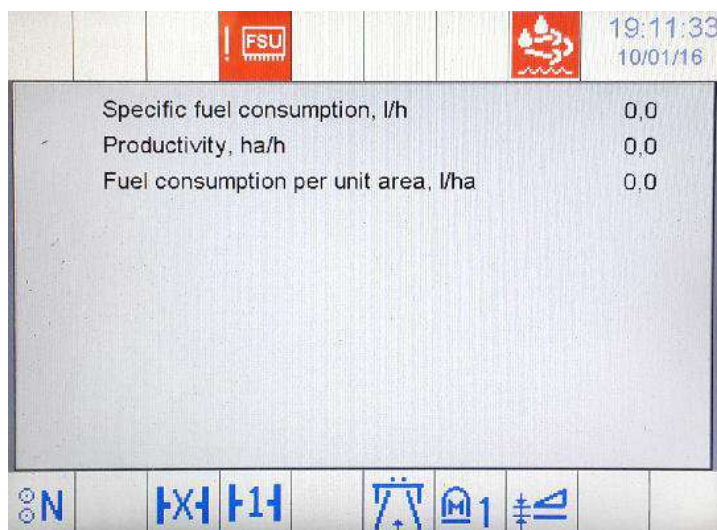 ! FSU
19:11:33
10/01/16
Specific fuel consumption, l/h 0,0
Productivity, ha/h 0,0
Fuel consumption per unit area, l/ha 0,0
N X 1 M 1